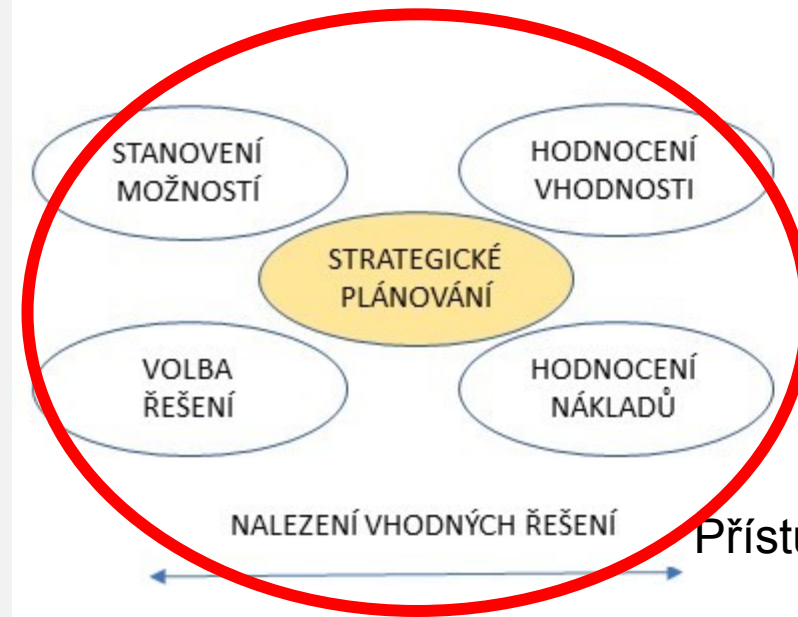 STANOVENÍ
MOŽNOSTÍ
HODNOCENÍ
VHODNOSTI
STRATEGICKÉ
PLÁNOVÁNÍ
VOLBA
ŘEŠENÍ
HODNOCENÍ
NÁKLADŮ
NALEZENÍ VHODNÝCH ŘEŠENÍ